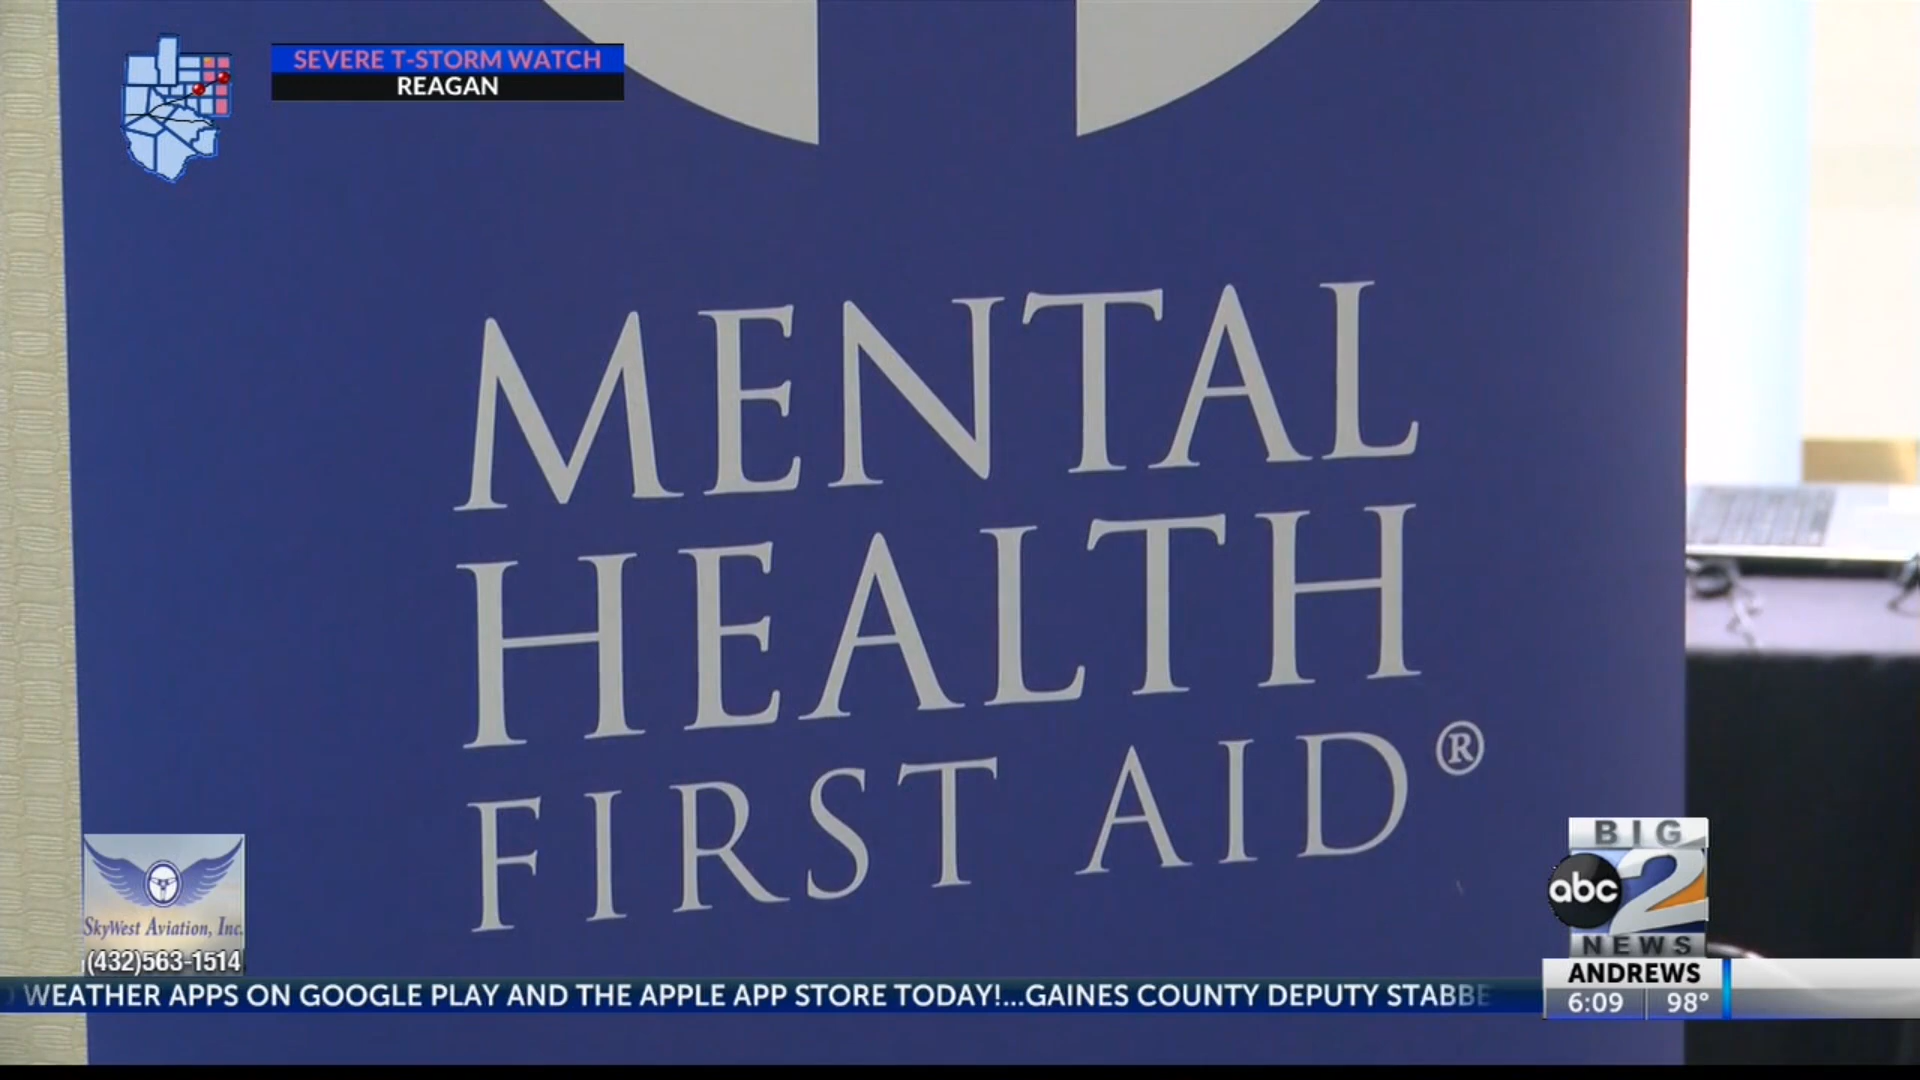 SEVERE T-STORM WATCH
REAGAN
MENTAL
HEALTH
FIRST AID®
SkyWest Aviation, Inc.
(432)563-1514
BIG
abc 2
NEWS
ANDREWS
6:09 98°
WEATHER APPS ON GOOGLE PLAY AND THE APPLE APP STORE TODAY!...GAINES COUNTY DEPUTY STABBE